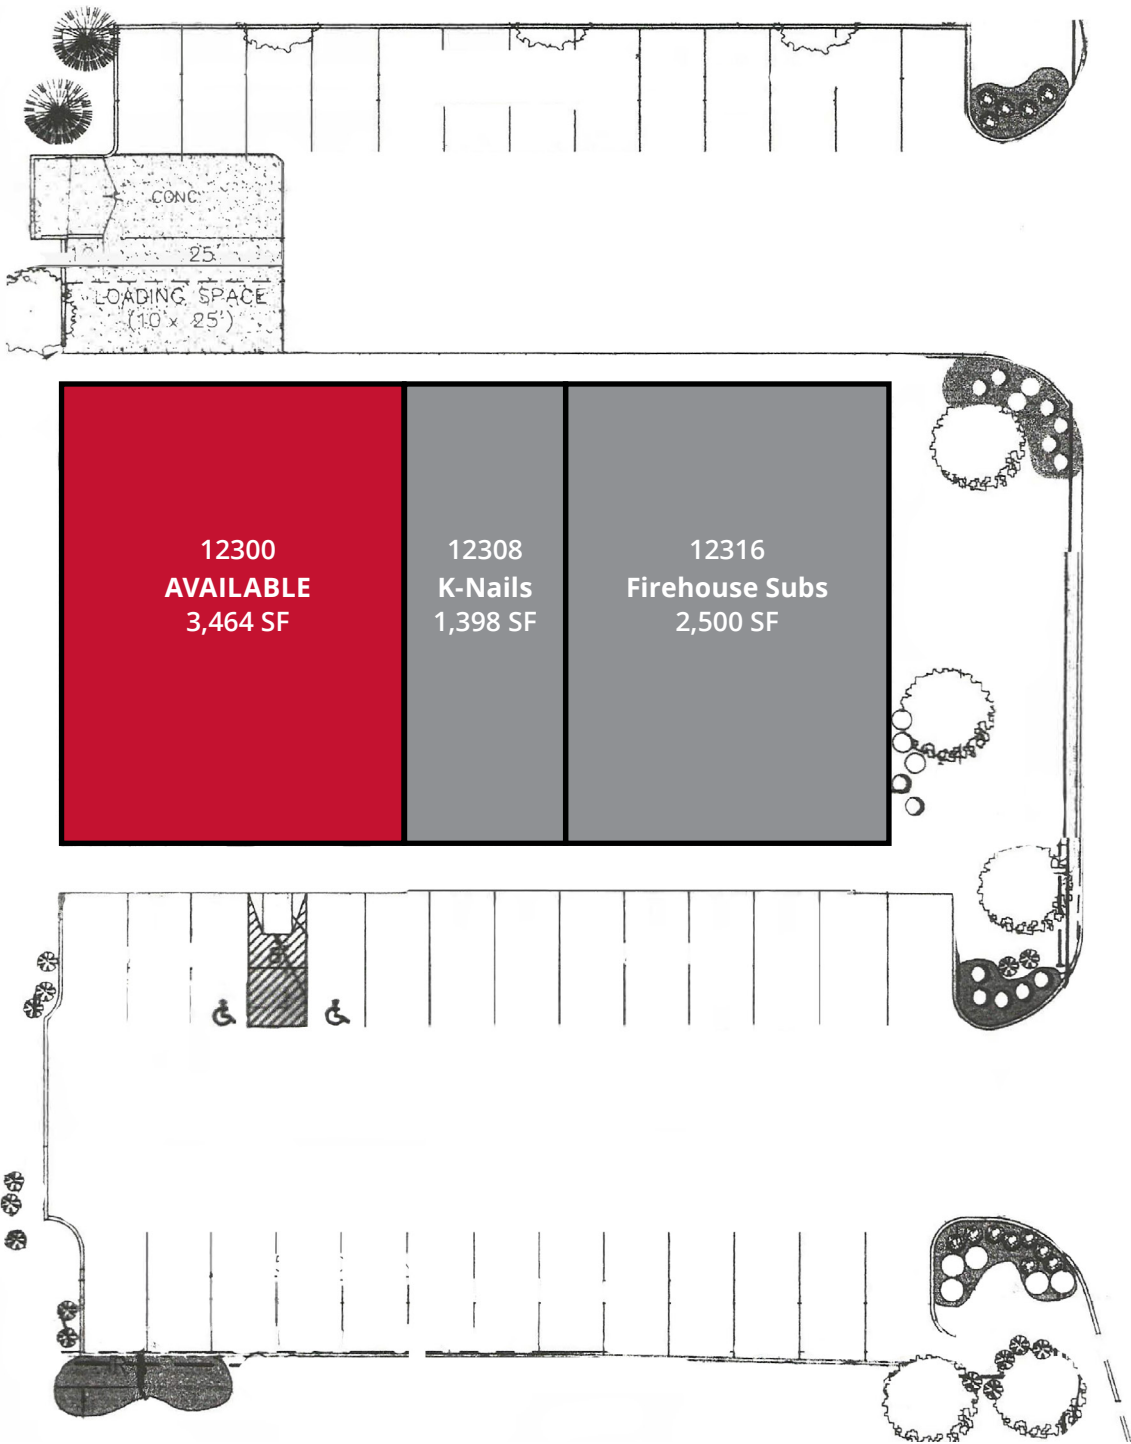 CONC
10'
25'
LOADING SPACE
(10' x 25')
12300
AVAILABLE
3,464 SF
12308
K-Nails
1,398 SF
12316
Firehouse Subs
2,500 SF